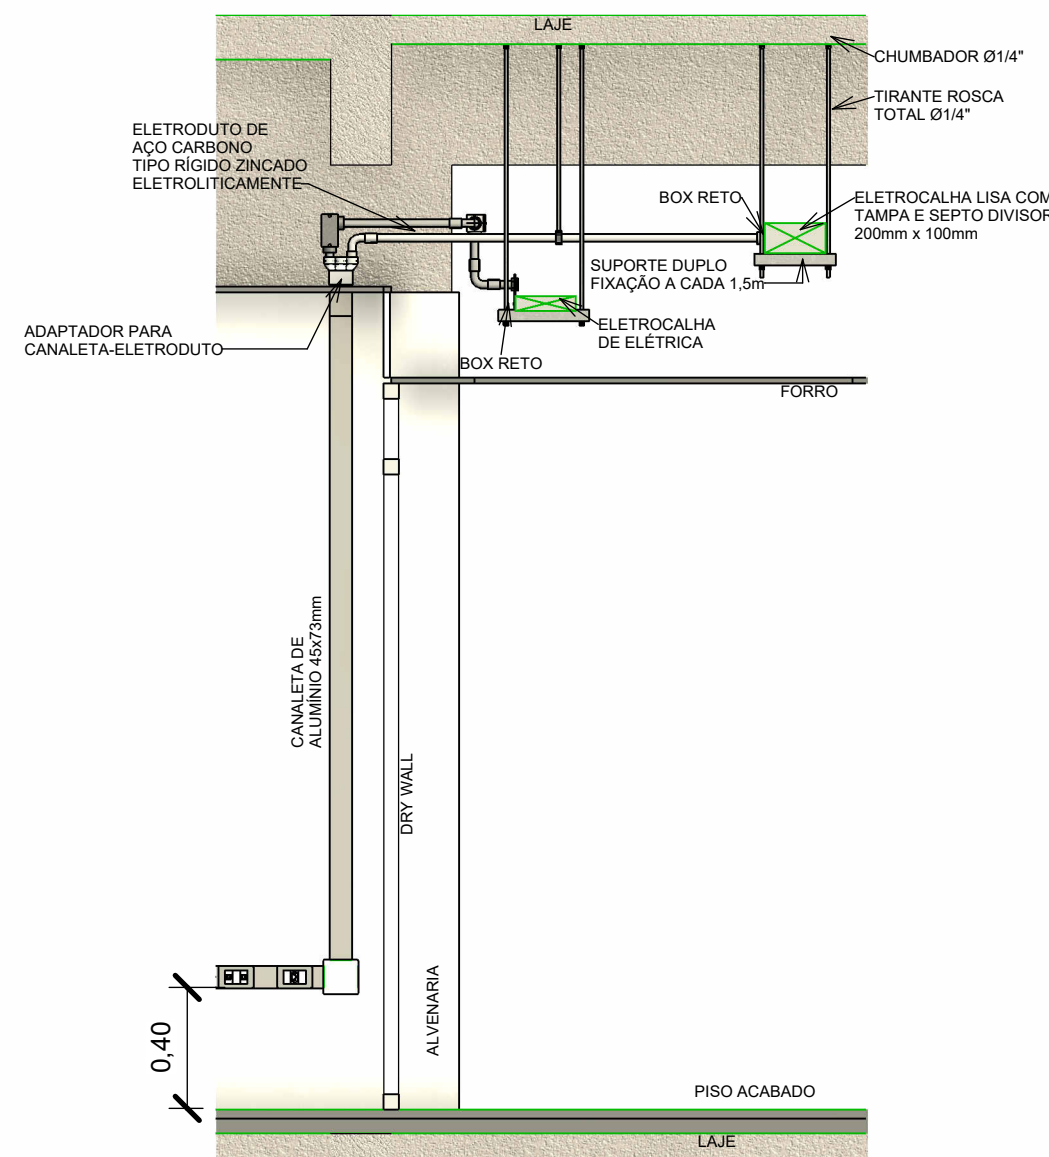 LAJE
CHUMBADOR Ø1/4"
TIRANTE ROSCA
TOTAL Ø1/4"
ELETRODUTO DE
AÇO CARBONO
TIPO RÍGIDO ZINCADO
ELETROLITICAMENTE
BOX RETO
ELETROCALHA LISA COM
TAMPA E SEPTO DIVISOR
200mm x 100mm
SUPORTE DUPLO
FIXAÇÃO A CADA 1,5m
ADAPTADOR PARA
CANALETA-ELETRODUTO
ELETROCALHA
DE ELÉTRICA
BOX RETO
FORRO
CANALETA DE
ALUMÍNIO 45x73mm
DRY WALL
ALVENARIA
0,40
PISO ACABADO
LAJE